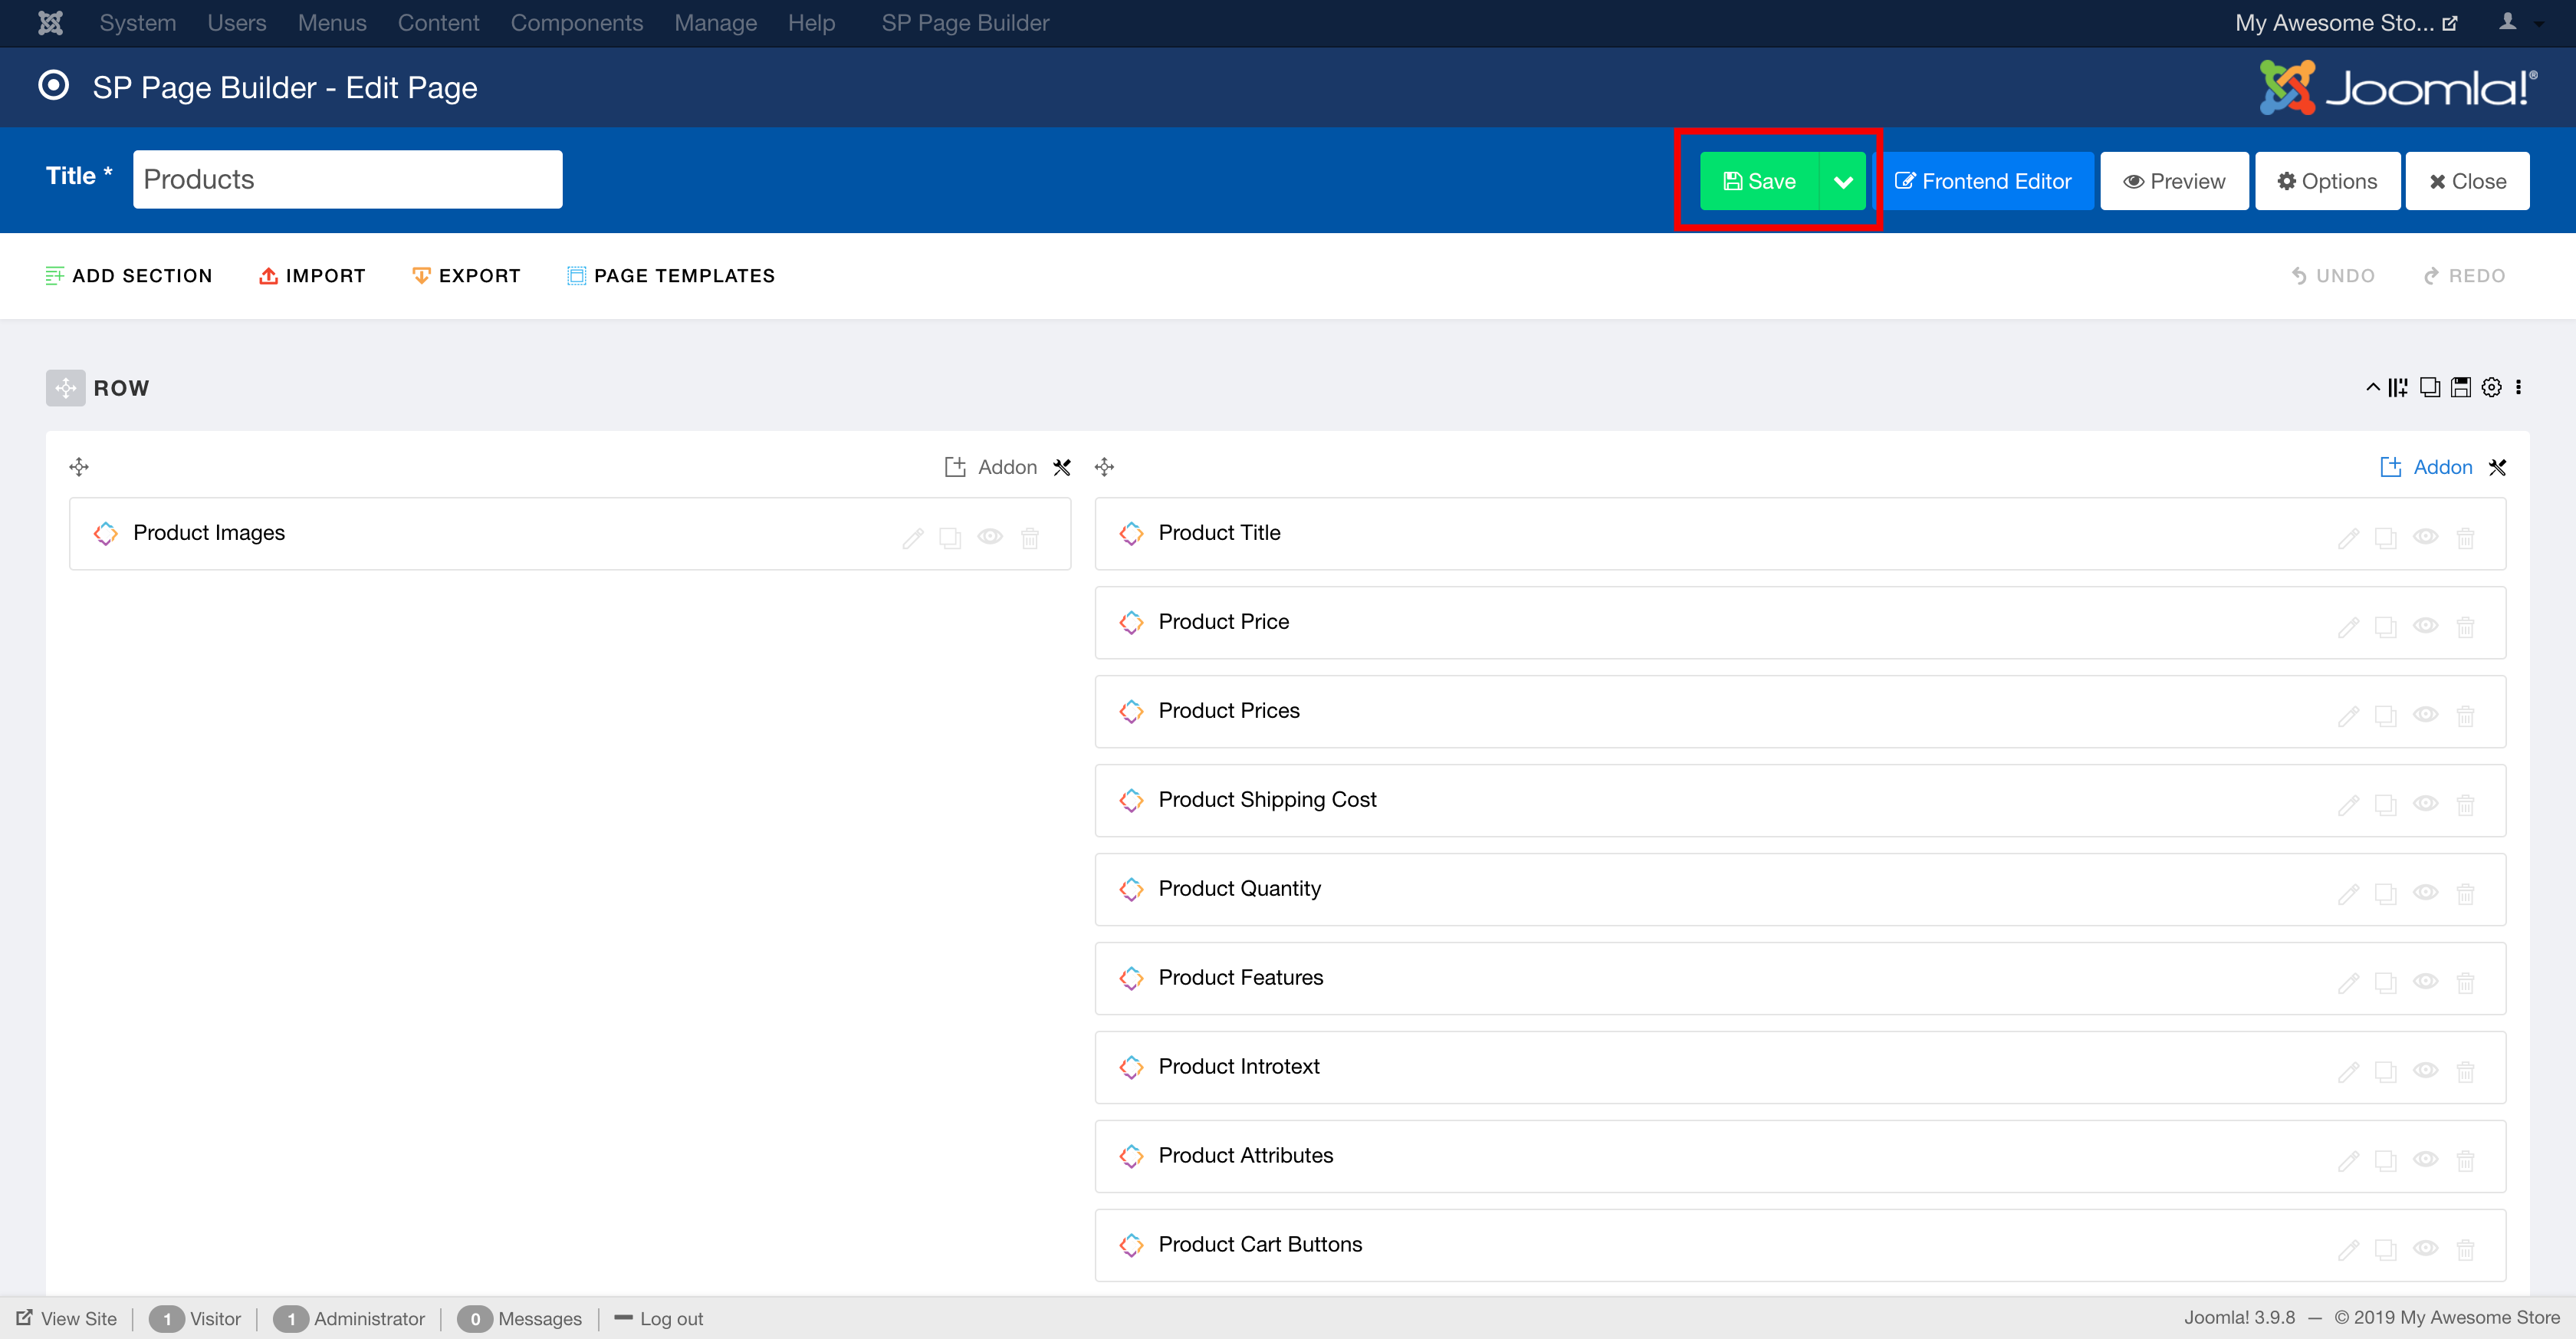 System Users Menus Content Components Manage Help SP Page Builder My Awesome Sto...
SP Page Builder - Edit Page Joomla!®
Title * Products Save Frontend Editor Preview Options Close
ADD SECTION IMPORT EXPORT PAGE TEMPLATES UNDO REDO
ROW
Addon Addon
Product Images Product Title
Product Price
Product Prices
Product Shipping Cost
Product Quantity
Product Features
Product Introtext
Product Attributes
Product Cart Buttons
View Site 1 Visitor 1 Administrator 0 Messages Log out Joomla! 3.9.8 — © 2019 My Awesome Store